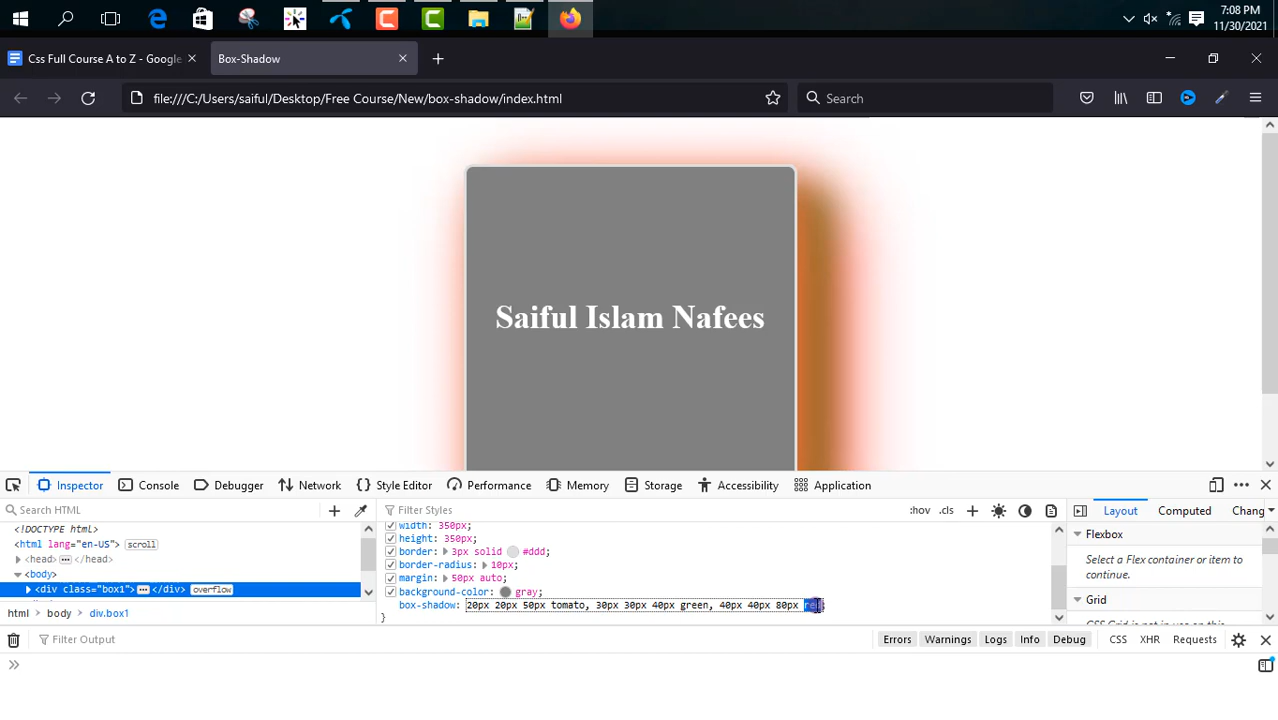 7:08 PM
11/30/2021
Css Full Course A to Z - Google
Box-Shadow
file:///C:/Users/saiful/Desktop/Free Course/New/box-shadow/index.html
Search
Saiful Islam Nafees
Inspector
Console
Debugger
Network
Style Editor
Performance
Memory
Storage
Accessibility
Application
Search HTML
Filter Styles
:hov .cls
Layout
Computed
Chang
<!DOCTYPE html>
<html lang="en-US"> scroll
<head> </head>
<body>
<div class="box1"> </div> overflow
html
body
div.box1
width: 350px;
height: 350px;
border: 3px solid #ddd;
border-radius: 10px;
margin: 50px auto;
background-color: gray;
box-shadow: 20px 20px 50px tomato, 30px 30px 40px green, 40px 40px 80px red;
}
Flexbox
Select a Flex container or item to
continue.
Grid
Filter Output
Errors
Warnings
Logs
Info
Debug
CSS
XHR
Requests